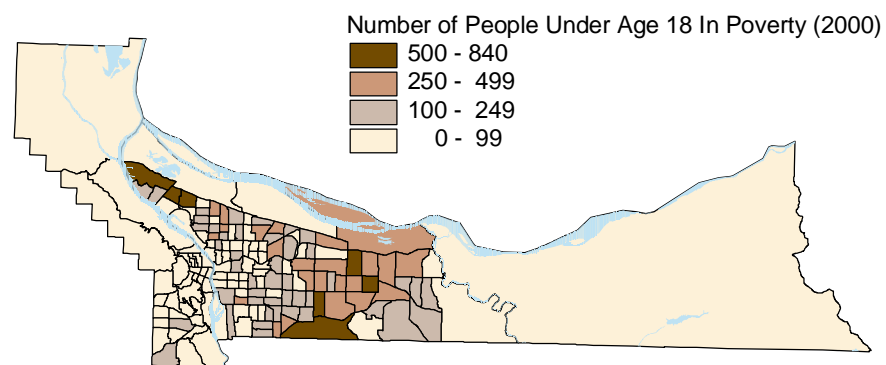 Number of People Under Age 18 In Poverty (2000)
500 - 840
250 - 499
100 - 249
0 - 99